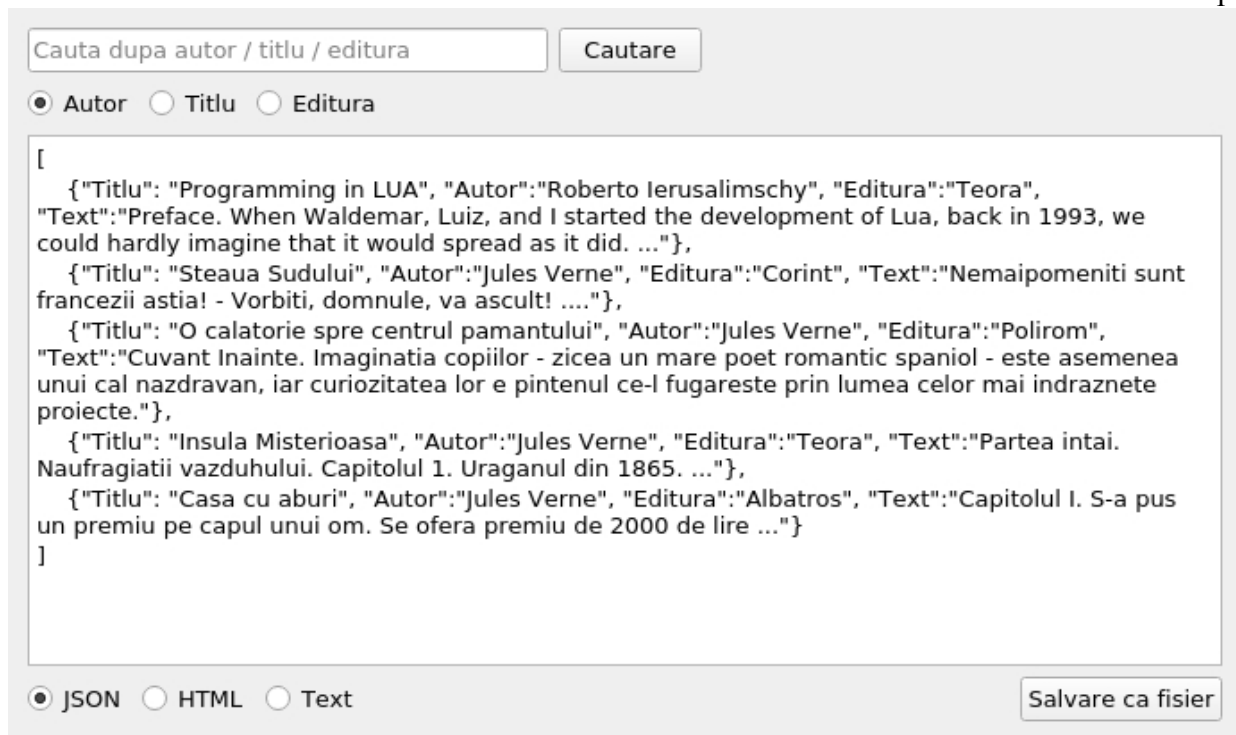 Cauta dupa autor / titlu / editura Cautare
Autor Titlu Editura
[
{"Titlu": "Programming in LUA", "Autor":"Roberto Ierusalimschy", "Editura":"Teora",
"Text":"Preface. When Waldemar, Luiz, and I started the development of Lua, back in 1993, we
could hardly imagine that it would spread as it did. ..."},
{"Titlu": "Steaua Sudului", "Autor":"Jules Verne", "Editura":"Corint", "Text":"Nemaipomeniti sunt
francezii astia! - Vorbiti, domnule, va ascult! ...."},
{"Titlu": "O calatorie spre centrul pamantului", "Autor":"Jules Verne", "Editura":"Polirom",
"Text":"Cuvant Inainte. Imaginatia copiilor - zicea un mare poet romantic spaniol - este asemenea
unui cal nazdravan, iar curiozitatea lor e pintenul ce-l fugareste prin lumea celor mai indraznete
proiecte."},
{"Titlu": "Insula Misterioasa", "Autor":"Jules Verne", "Editura":"Teora", "Text":"Partea intai.
Naufragiatii vazduhului. Capitolul 1. Uraganul din 1865. ..."},
{"Titlu": "Casa cu aburi", "Autor":"Jules Verne", "Editura":"Albatros", "Text":"Capitolul I. S-a pus
un premiu pe capul unui om. Se ofera premiu de 2000 de lire ..."}
]
JSON HTML Text Salvare ca fisier